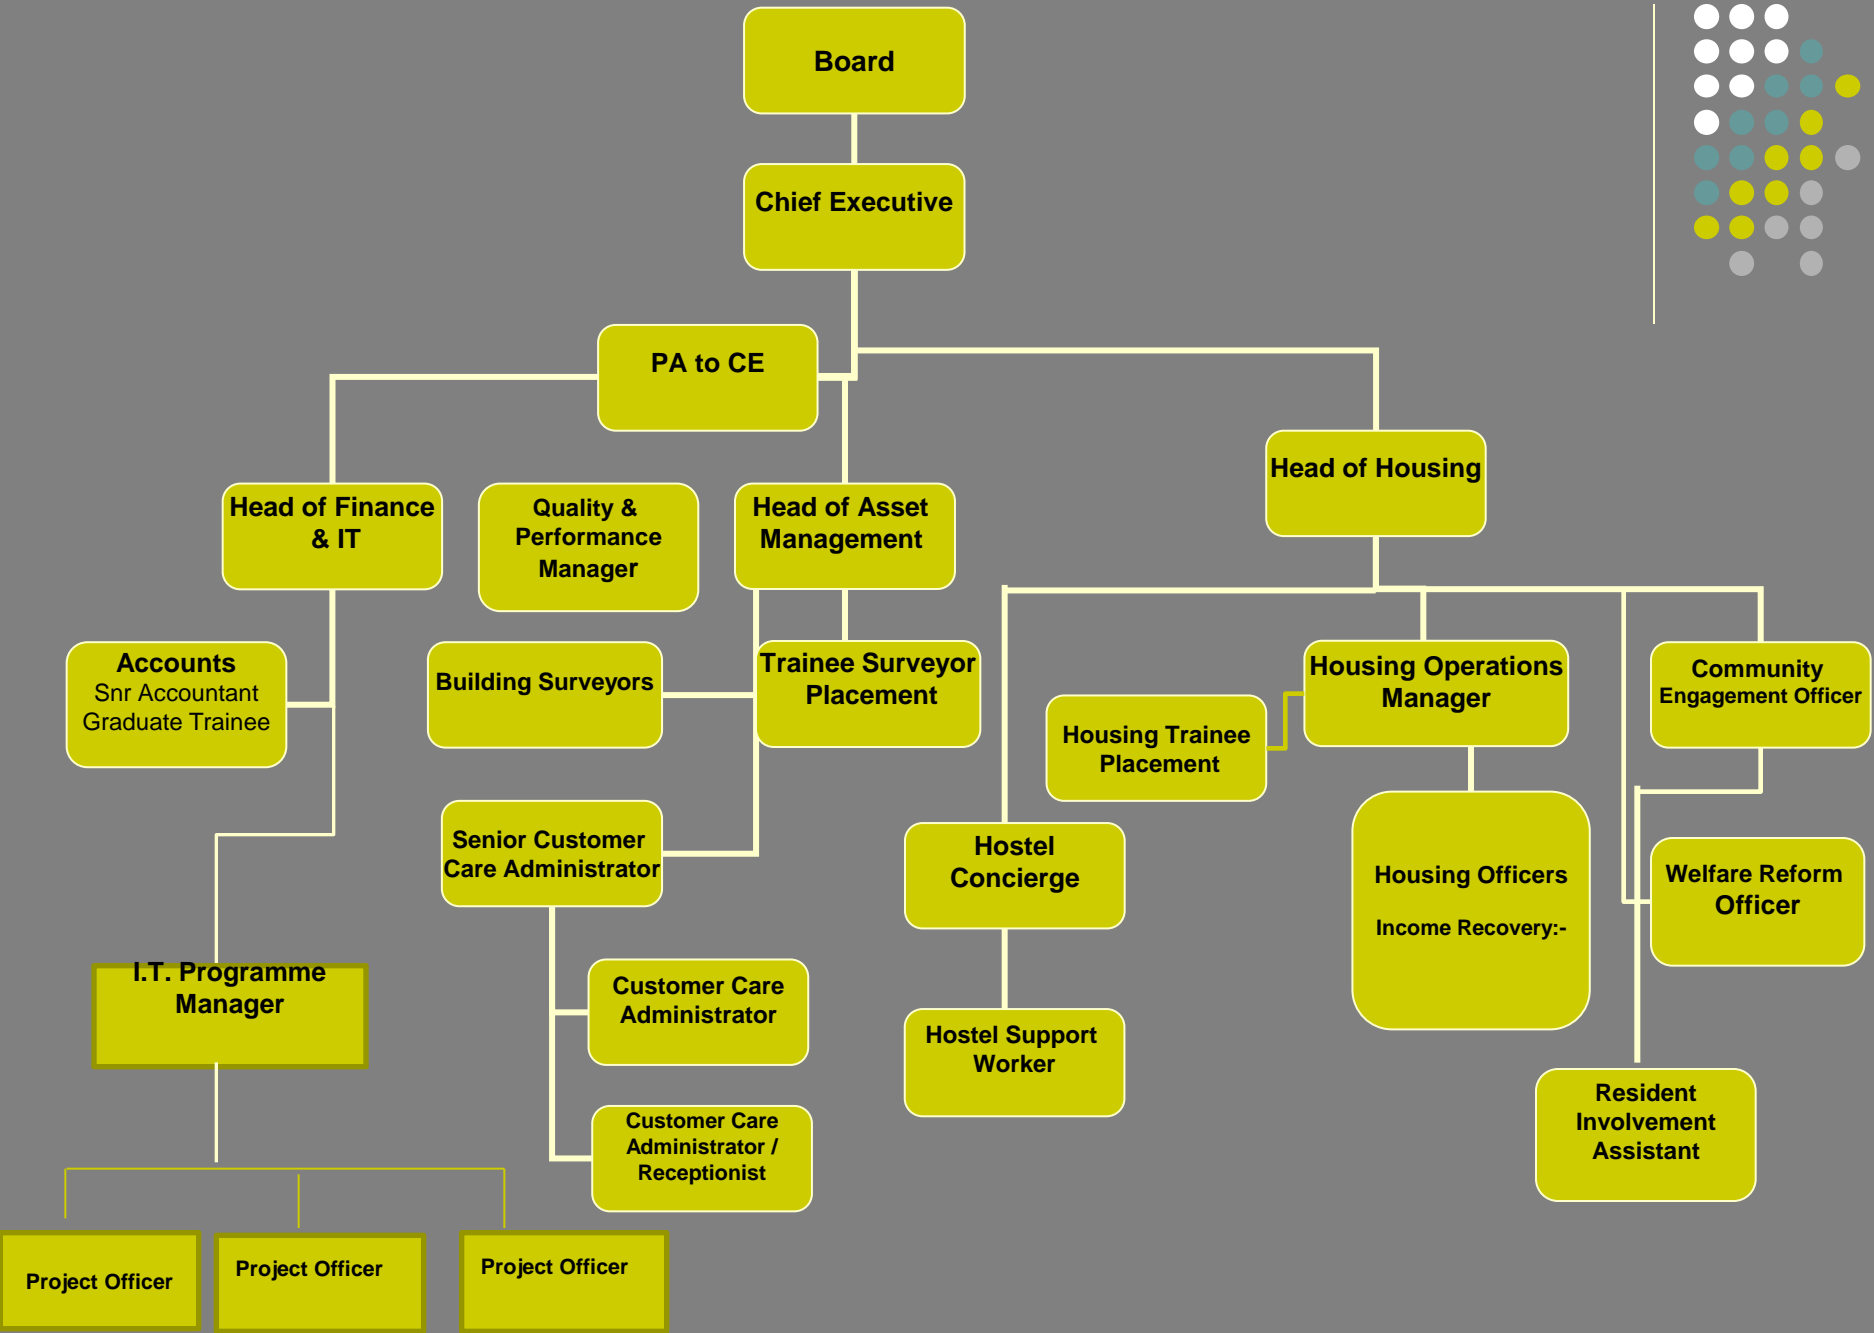 Board
Chief Executive
PA to CE
Head of Housing
Head of Finance
& IT
Quality &
Performance
Manager
Head of Asset
Management
Accounts
Snr Accountant
Graduate Trainee
Building Surveyors
Trainee Surveyor
Placement
Housing Trainee
Placement
Housing Operations
Manager
Community
Engagement Officer
Senior Customer
Care Administrator
Hostel
Concierge
Housing Officers
Income Recovery:-
Welfare Reform
Officer
I.T. Programme
Manager
Customer Care
Administrator
Hostel Support
Worker
Customer Care
Administrator /
Receptionist
Resident
Involvement
Assistant
Project Officer
Project Officer
Project Officer